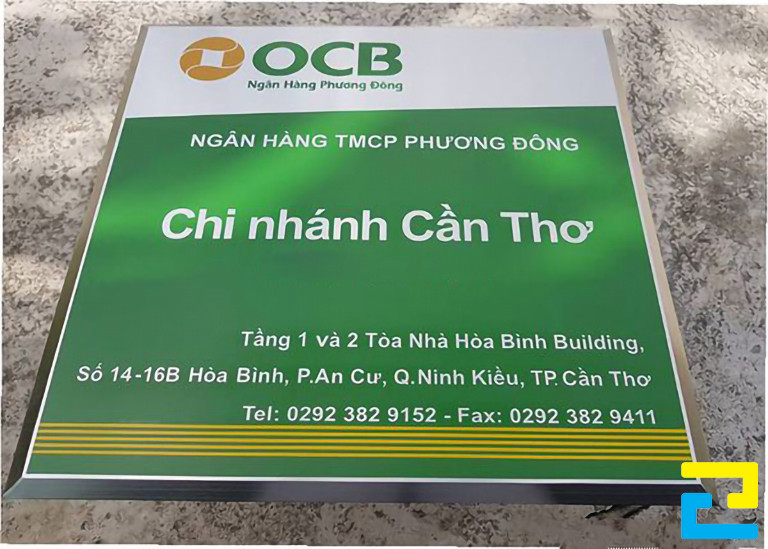 OCB
Ngân Hàng Phương Đông
NGÂN HÀNG TMCP PHƯƠNG ĐÔNG
Chi nhánh Cần Thơ
Tầng 1 và 2 Tòa Nhà Hòa Bình Building,
Số 14-16B Hòa Bình, P.An Cư, Q.Ninh Kiều, TP.Cần Thơ
Tel: 0292 382 9152 - Fax: 0292 382 9411